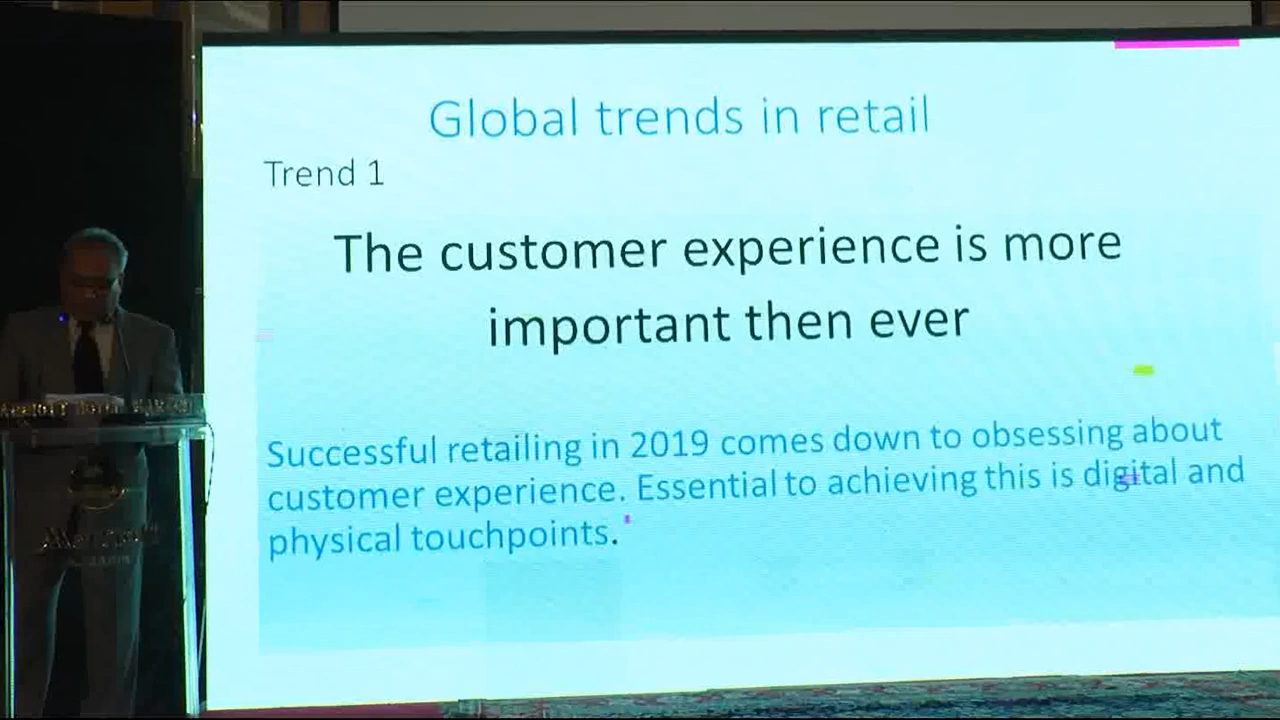 Global trends in retail
Trend 1
The customer experience is more
important then ever
Successful retailing in 2019 comes down to obsessing about
customer experience. Essential to achieving this is digital and
physical touchpoints.